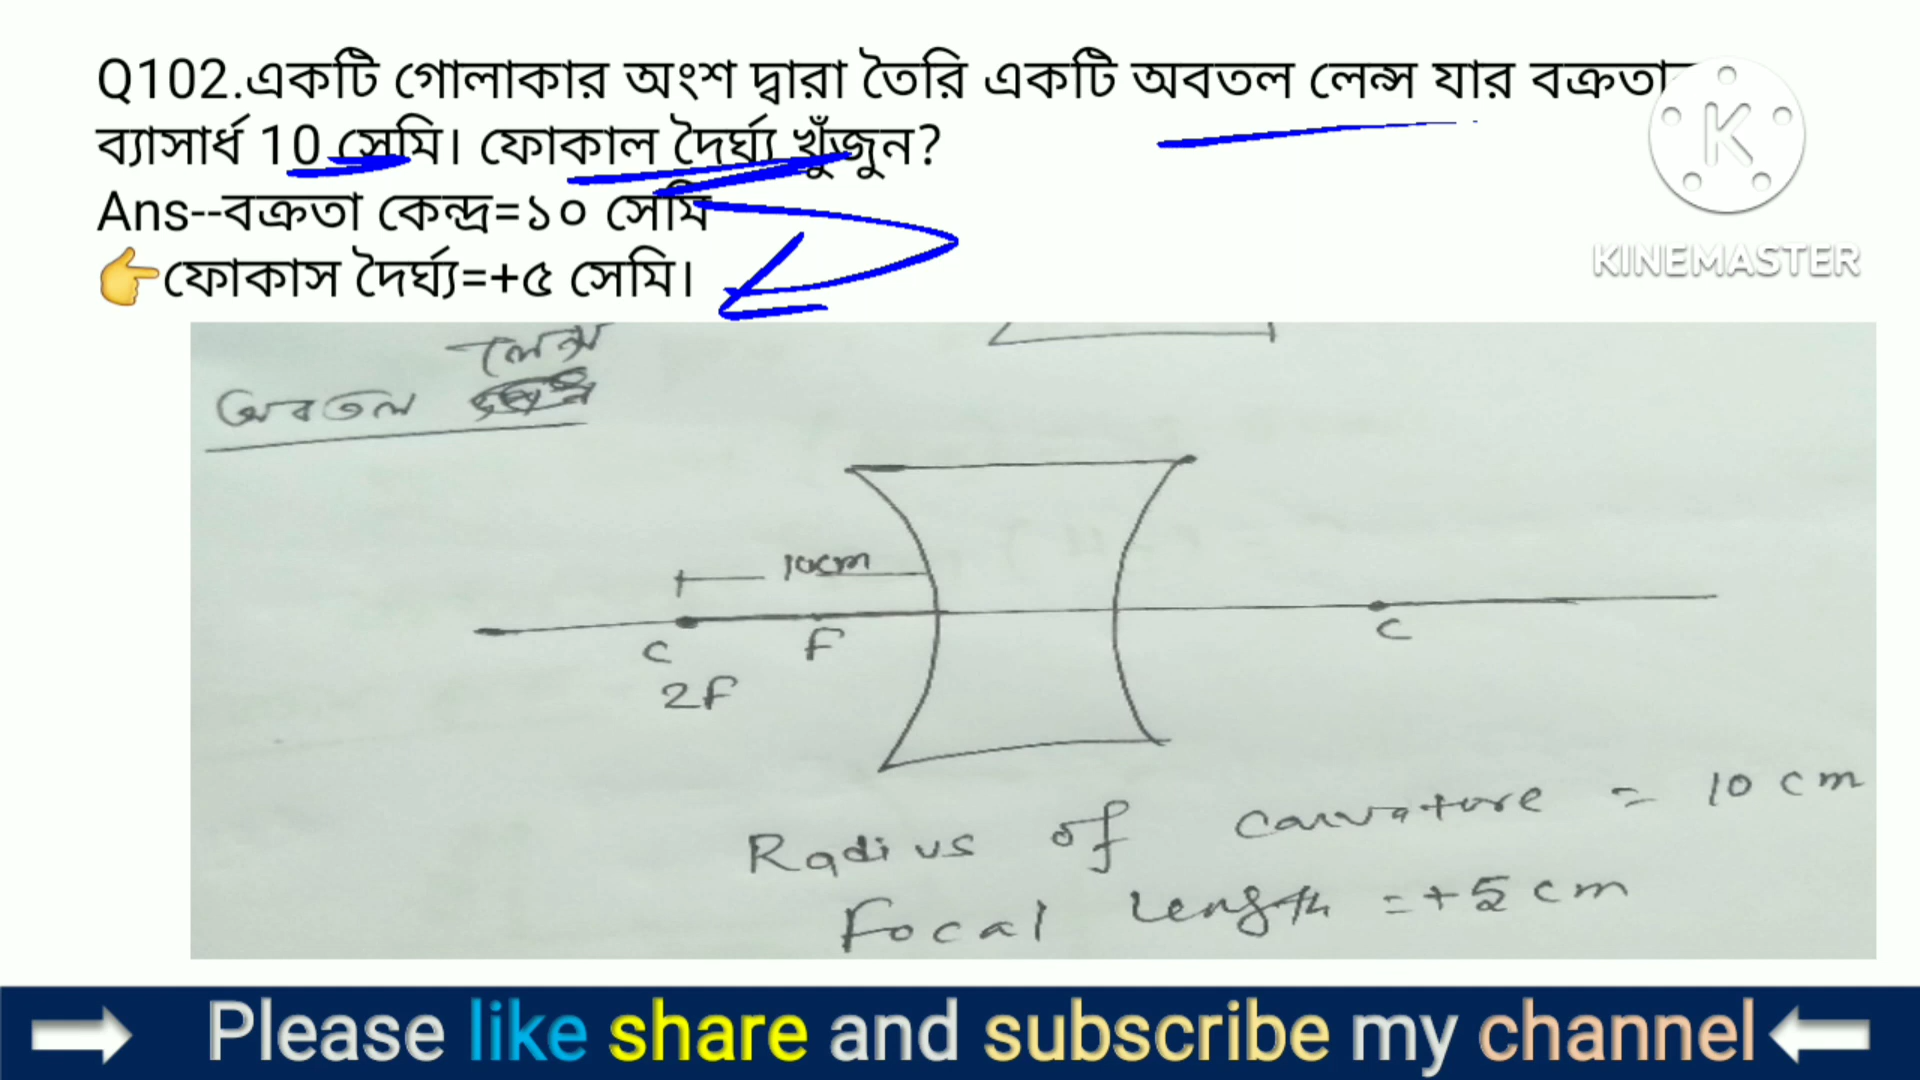 Q102.একটি গোলাকার অংশ দ্বারা তৈরি একটি অবতল লেন্স যার বক্রতার
ব্যাসার্ধ 10 সেমি। ফোকাল দৈর্ঘ্য খুঁজুন?
Ans--বক্রতা কেন্দ্র=১০ সেমি
👉ফোকাস দৈর্ঘ্য=+৫ সেমি।
K
KINEMASTER
লেন্স
অবতল
10cm
C
F
C
2F
Radius of carvature = 10 cm
Focal Length = +5 cm
Please like share and subscribe my channel